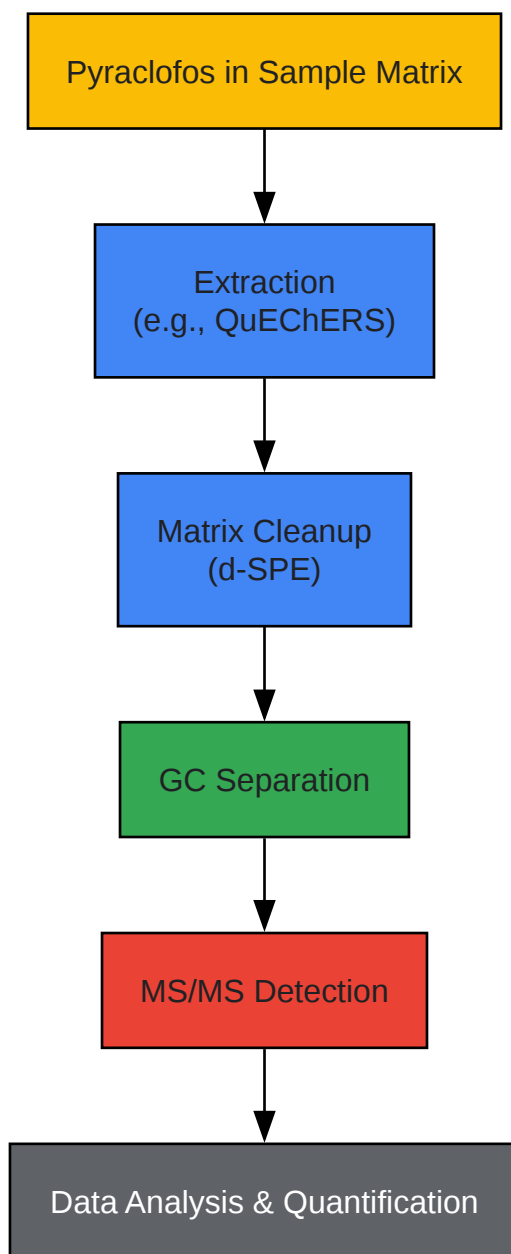 Pyraclofos in Sample Matrix
Extraction
(e.g., QuEChERS)
Matrix Cleanup
(d-SPE)
GC Separation
MS/MS Detection
Data Analysis & Quantification